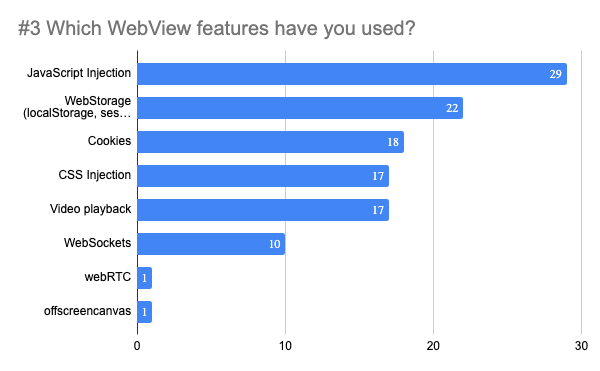 #3 Which WebView features have you used?
JavaScript Injection
29
WebStorage
(localStorage, ses…
22
Cookies
18
CSS Injection
17
Video playback
17
WebSockets
10
webRTC
1
offscreencanvas
1
0 10 20 30